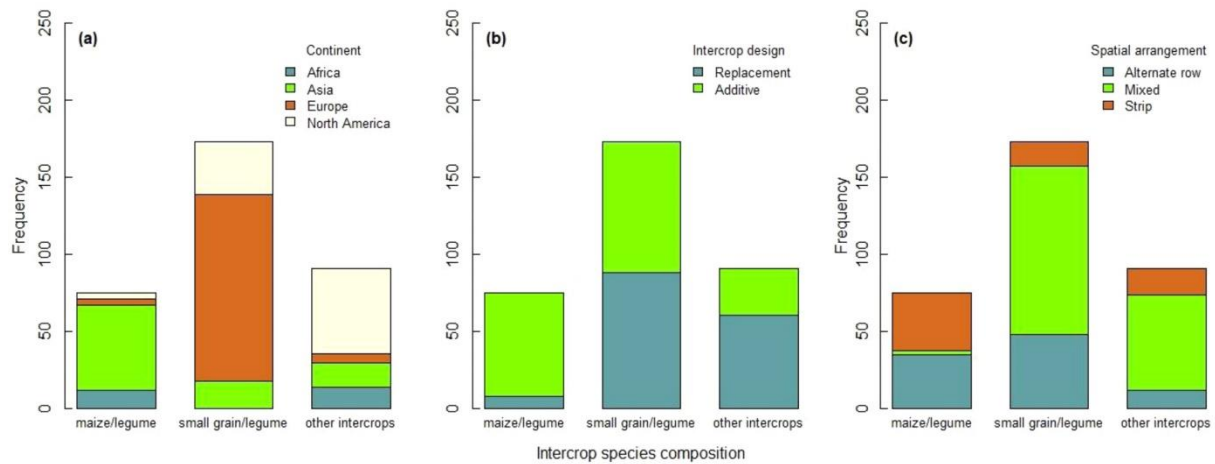 (a)
Continent
Africa
Asia
Europe
North America
250
200
150
100
50
0
Frequency
maize/legume small grain/legume other intercrops
(b)
Intercrop design
Replacement
Additive
250
200
150
100
50
0
maize/legume small grain/legume other intercrops
(c)
Spatial arrangement
Alternate row
Mixed
Strip
250
200
150
100
50
0
Frequency
maize/legume small grain/legume other intercrops
Intercrop species composition